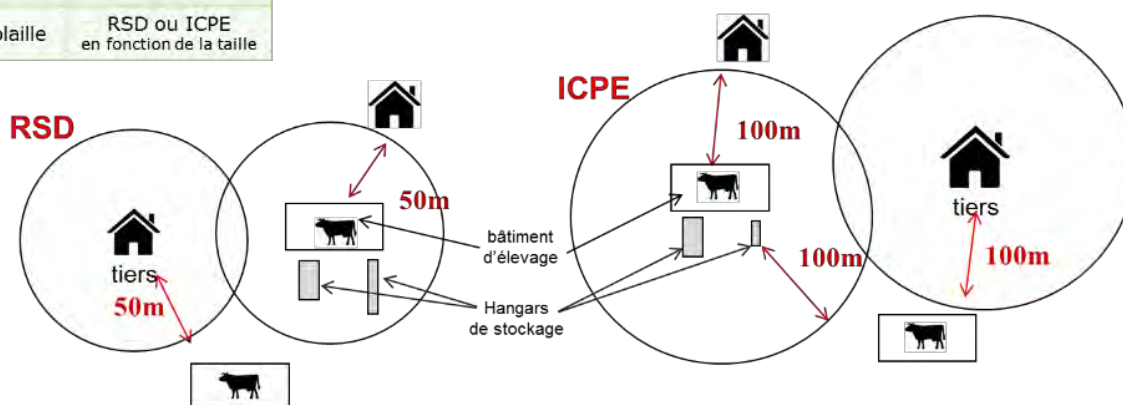 RSD ou ICPE
en fonction de la taille
RSD
tiers
50m
50m
bâtiment
d'élevage
Hangars
de stockage
ICPE
100m
100m
tiers
100m